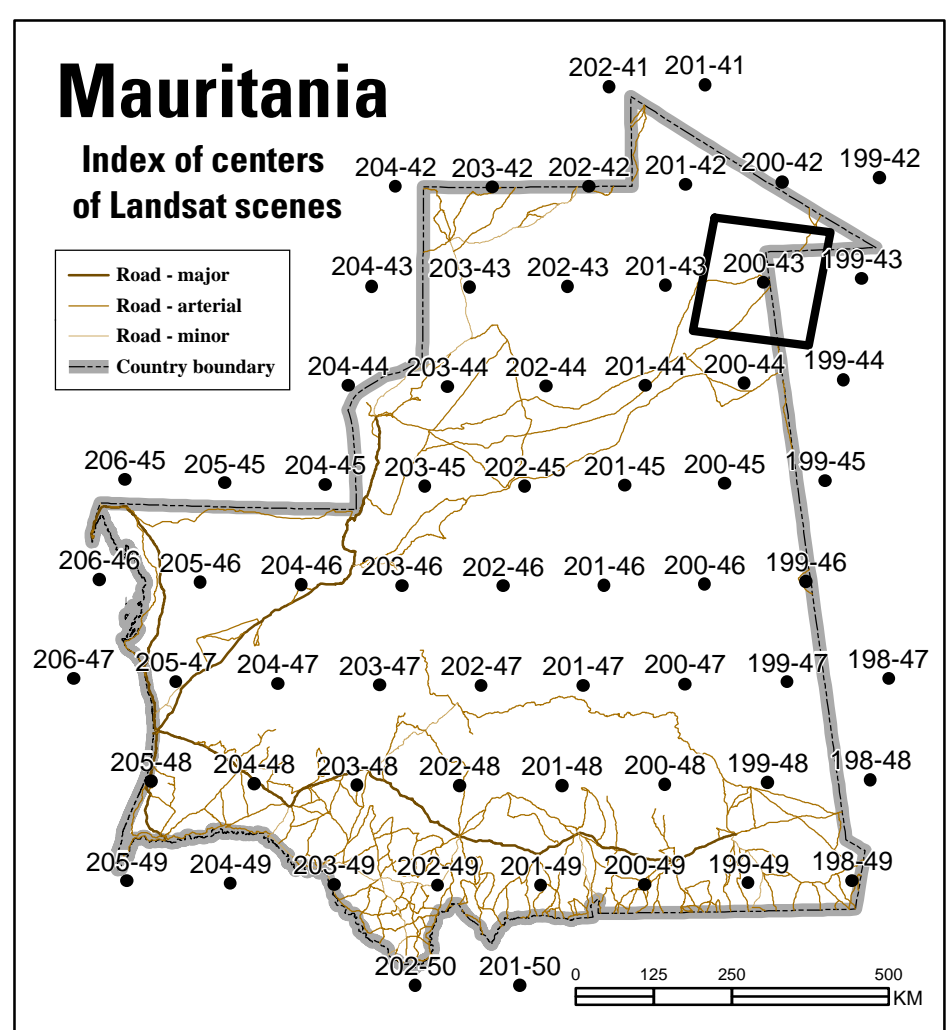 Mauritania
Index of centers
of Landsat scenes
Road - major
Road - arterial
Road - minor
Country boundary
202-41 201-41
204-42 203-42 202-42 201-42 200-42 199-42
204-43 203-43 202-43 201-43 200-43 199-43
204-44 203-44 202-44 201-44 200-44 199-44
206-45 205-45 204-45 203-45 202-45 201-45 200-45 199-45
206-46 205-46 204-46 203-46 202-46 201-46 200-46 199-46
206-47 205-47 204-47 203-47 202-47 201-47 200-47 199-47 198-47
205-48 204-48 203-48 202-48 201-48 200-48 199-48 198-48
205-49 204-49 203-49 202-49 201-49 200-49 199-49 198-49
202-50 201-50
0 125 250 500
KM